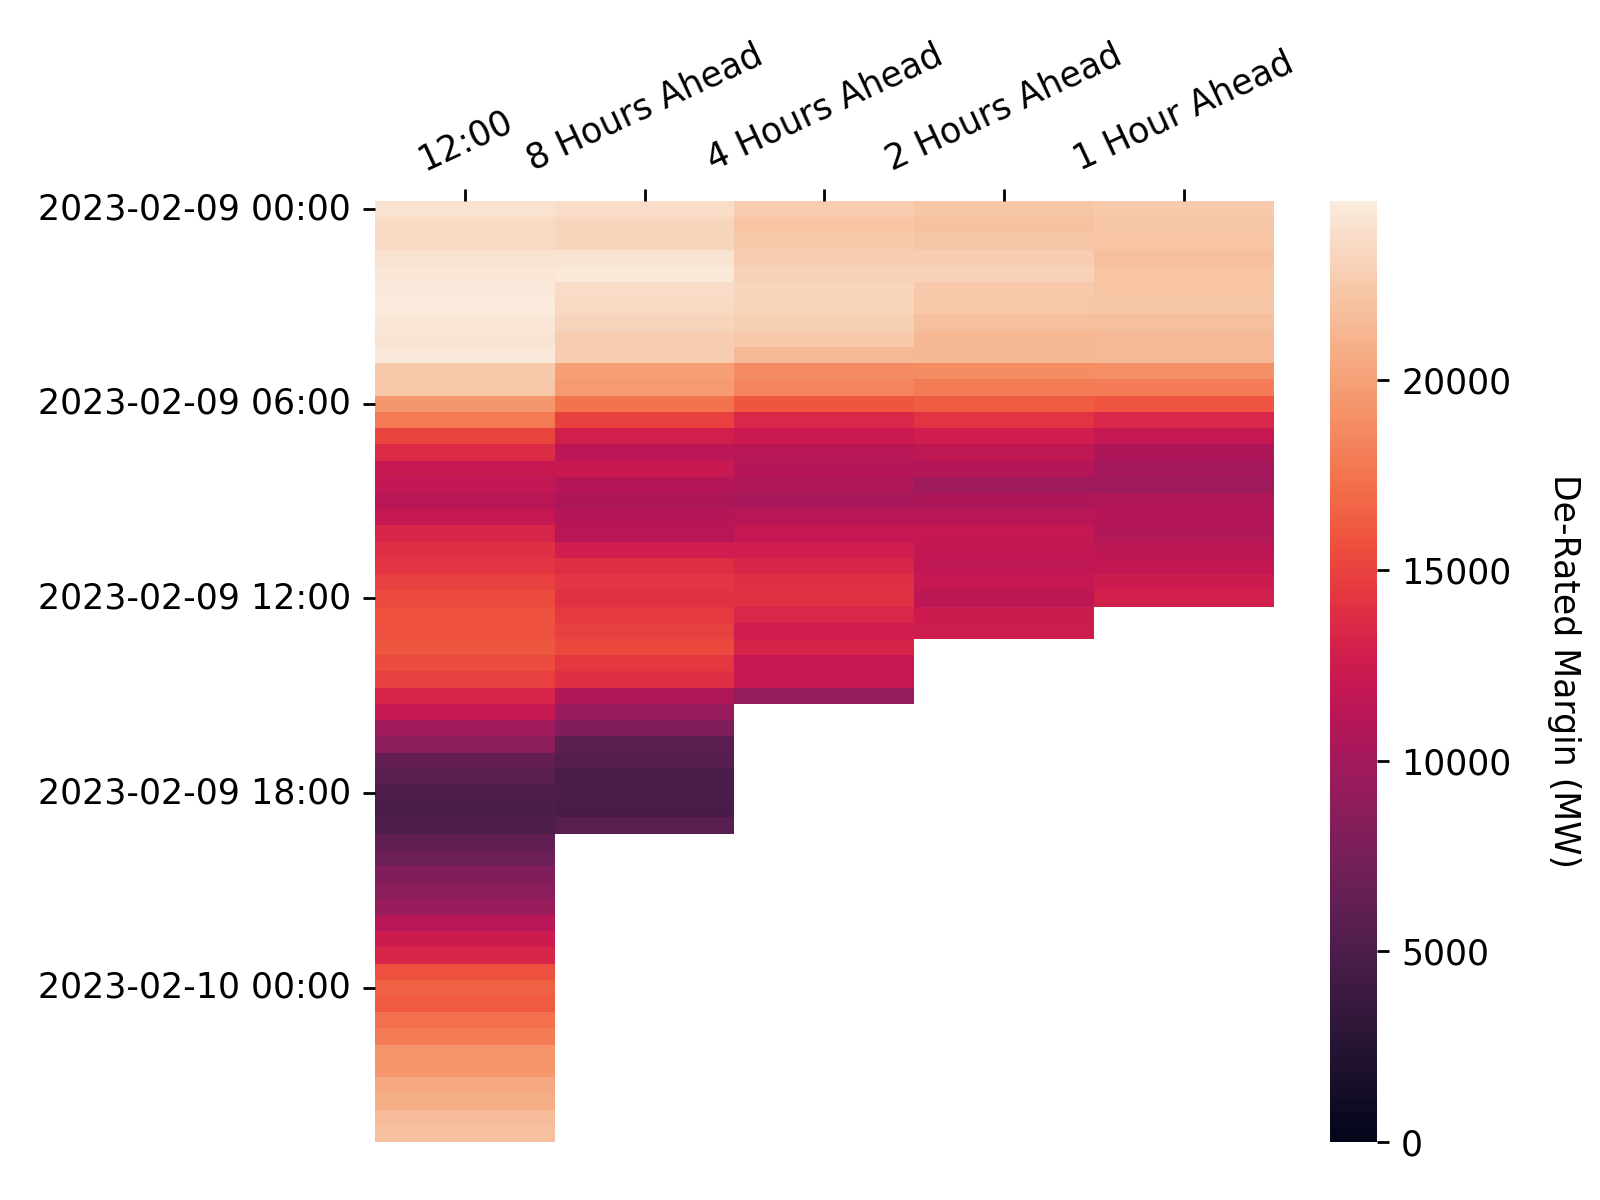 12:00
8 Hours Ahead
4 Hours Ahead
2 Hours Ahead
1 Hour Ahead
2023-02-09 00:00
2023-02-09 06:00
2023-02-09 12:00
2023-02-09 18:00
2023-02-10 00:00
20000
15000
10000
5000
0
De-Rated Margin (MW)